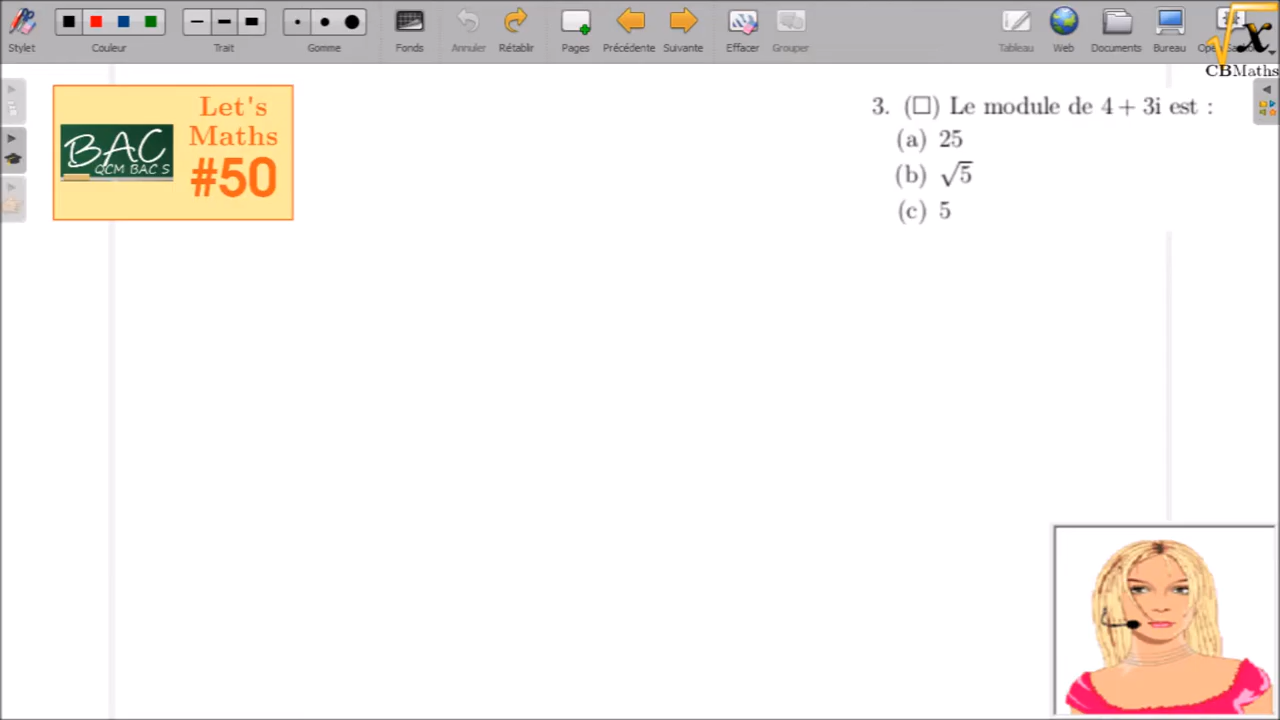 Stylet
Couleur
Trait
Gomme
Fonds
Annuler
Rétablir
Pages
Précédente
Suivante
Effacer
Grouper
Tableau
Web
Documents
Bureau
CBMaths
Let's
Maths
#50
BAC
QCM BAC S
3. (□) Le module de 4 + 3i est :
(a) 25
(b) √5
(c) 5